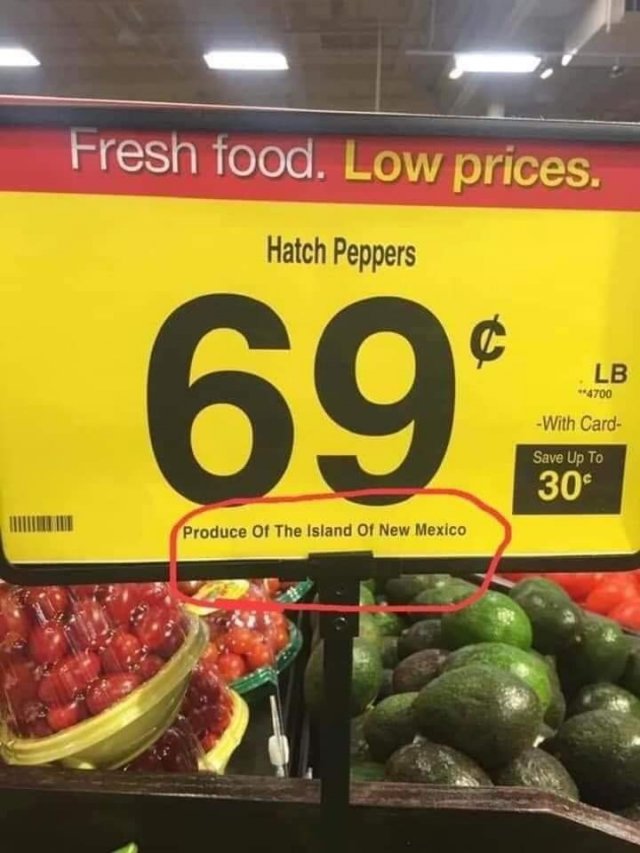 Fresh food. Low prices.
Hatch Peppers
69¢
LB
**4700
-With Card-
Save Up To
30¢
Produce Of The Island Of New Mexico